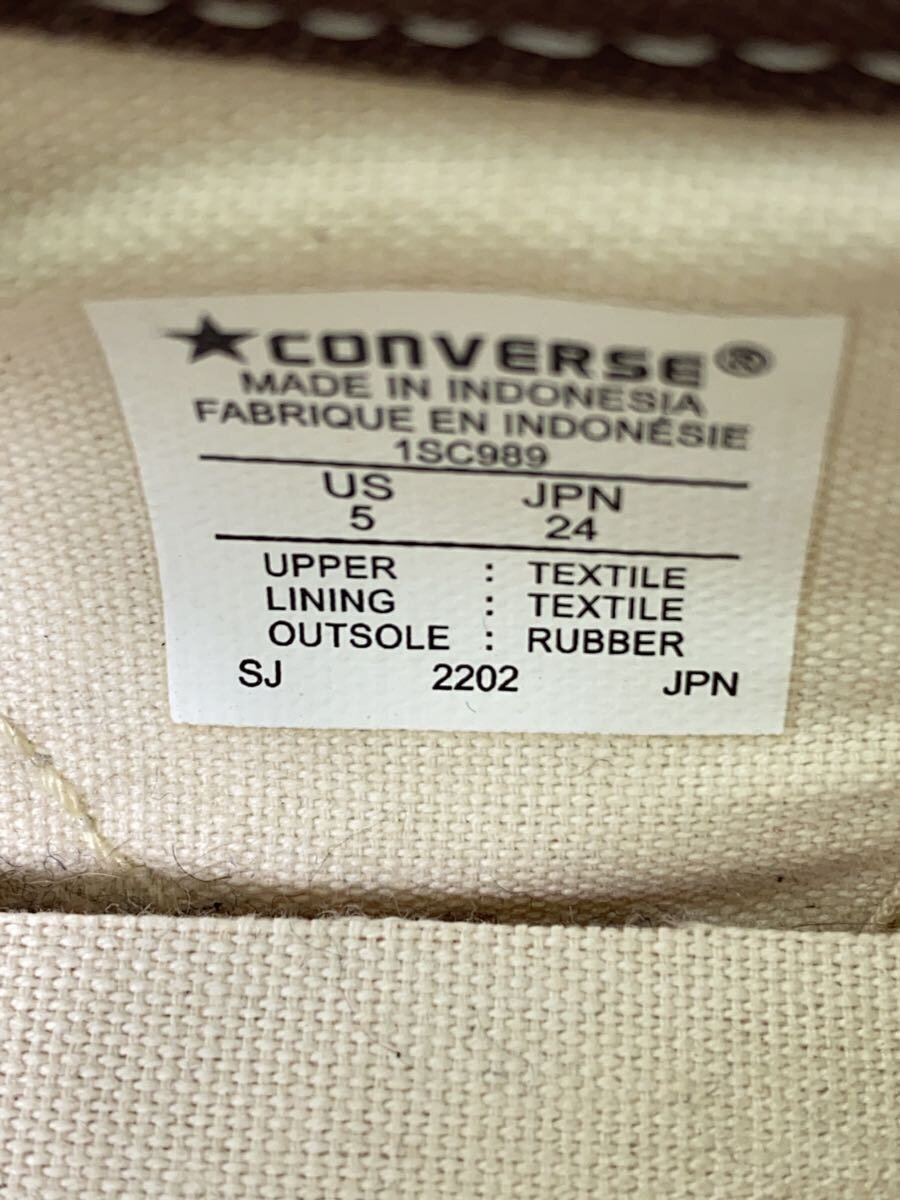 ★CONVERSE®
MADE IN INDONESIA
FABRIQUE EN INDONÉSIE
1SC989
US JPN
5 24
UPPER : TEXTILE
LINING : TEXTILE
OUTSOLE : RUBBER
SJ 2202 JPN